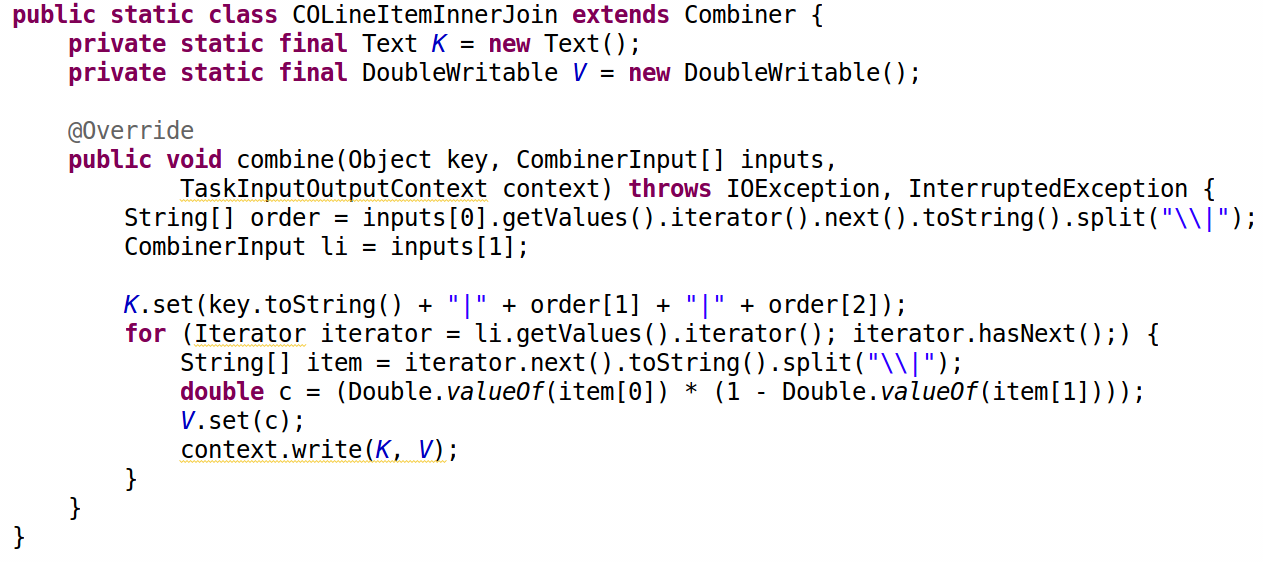 public static class COLineItemInnerJoin extends Combiner {
    private static final Text K = new Text();
    private static final DoubleWritable V = new DoubleWritable();

    @Override
    public void combine(Object key, CombinerInput[] inputs,
            TaskInputOutputContext context) throws IOException, InterruptedException {
        String[] order = inputs[0].getValues().iterator().next().toString().split("\\|");
        CombinerInput li = inputs[1];

        K.set(key.toString() + "|" + order[1] + "|" + order[2]);
        for (Iterator iterator = li.getValues().iterator(); iterator.hasNext();) {
            String[] item = iterator.next().toString().split("\\|");
            double c = (Double.valueOf(item[0]) * (1 - Double.valueOf(item[1])));
            V.set(c);
            context.write(K, V);
        }
    }
}